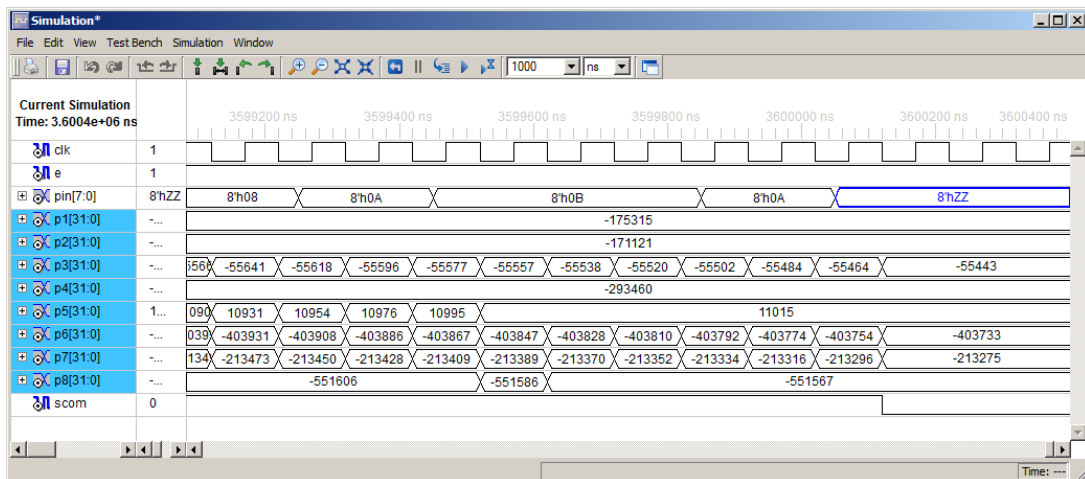 Simulation*
File Edit View Test Bench Simulation Window
1000 ns
Current Simulation
Time: 3.6004e+06 ns
3599200 ns 3599400 ns 3599600 ns 3599800 ns 3600000 ns 3600200 ns 3600400 ns
clk 1
e 1
pin[7:0] 8'hZZ 8'h08 8'h0A 8'h0B 8'h0A 8'hZZ
p1[31:0] -... -175315
p2[31:0] -... -171121
p3[31:0] -... -55641 -55618 -55596 -55577 -55557 -55538 -55520 -55502 -55484 -55464 -55443
p4[31:0] -... -293460
p5[31:0] 1... 090 10931 10954 10976 10995 11015
p6[31:0] -... 039 -403931 -403908 -403886 -403867 -403847 -403828 -403810 -403792 -403774 -403754 -403733
p7[31:0] -... 134 -213473 -213450 -213428 -213409 -213389 -213370 -213352 -213334 -213316 -213296 -213275
p8[31:0] -... -551606 -551586 -551567
scom 0
Time: ---